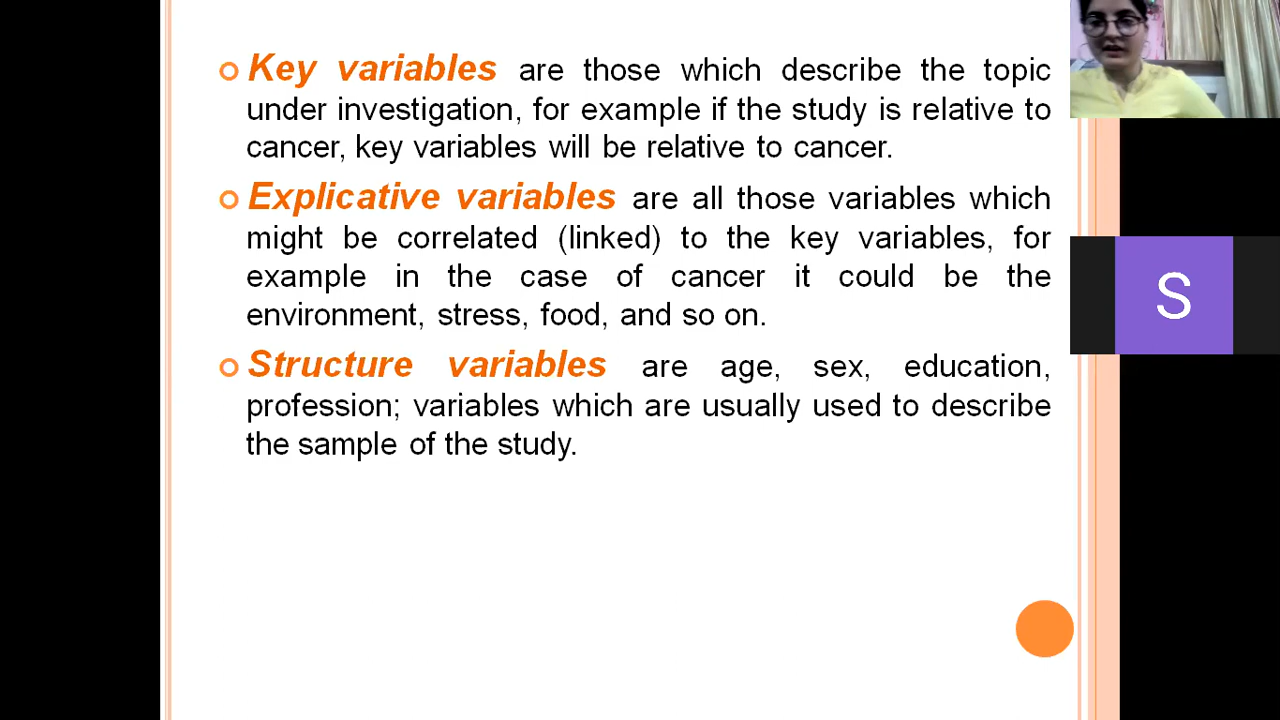 Key variables are those which describe the topic
under investigation, for example if the study is relative to
cancer, key variables will be relative to cancer.
Explicative variables are all those variables which
might be correlated (linked) to the key variables, for
example in the case of cancer it could be the
environment, stress, food, and so on.
Structure variables are age, sex, education,
profession; variables which are usually used to describe
the sample of the study.
S